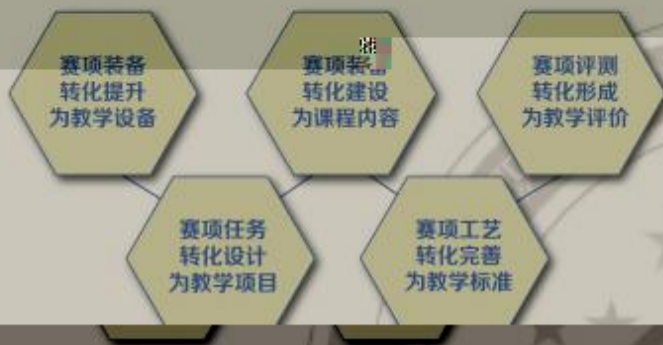 赛项装备
转化提升
为教学设备
赛项装备
转化建设
为课程内容
赛项评测
转化形成
为教学评价
赛项任务
转化设计
为教学项目
赛项工艺
转化完善
为教学标准